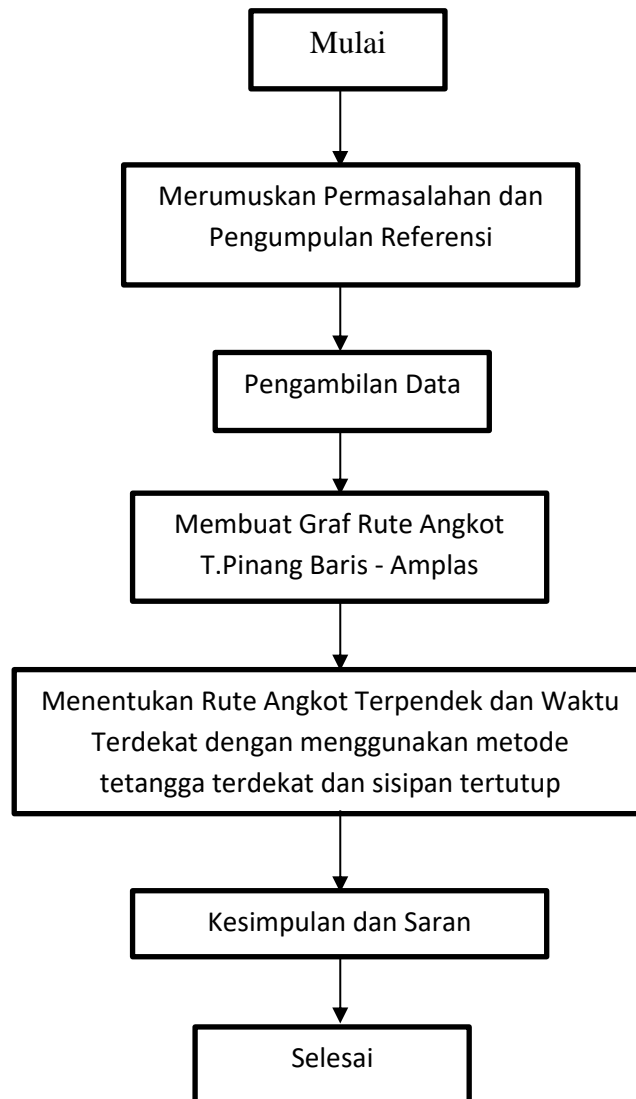 Mulai
Merumuskan Permasalahan dan
Pengumpulan Referensi
Pengambilan Data
Membuat Graf Rute Angkot
T.Pinang Baris - Amplas
Menentukan Rute Angkot Terpendek dan Waktu
Terdekat dengan menggunakan metode
tetangga terdekat dan sisipan tertutup
Kesimpulan dan Saran
Selesai